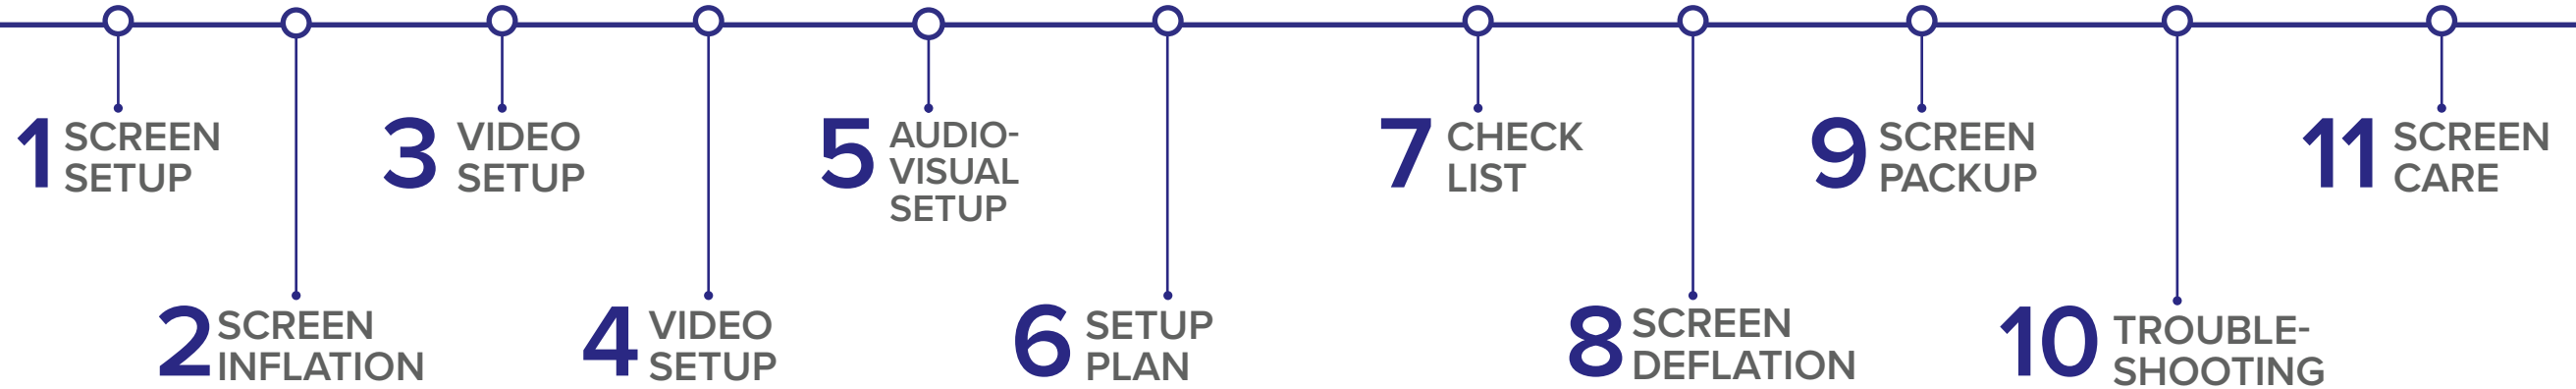 1 SCREEN
SETUP
2 SCREEN
INFLATION
3 VIDEO
SETUP
4 VIDEO
SETUP
5 AUDIO-
VISUAL
SETUP
6 SETUP
PLAN
7 CHECK
LIST
8 SCREEN
DEFLATION
9 SCREEN
PACKUP
10 TROUBLE-
SHOOTING
11 SCREEN
CARE